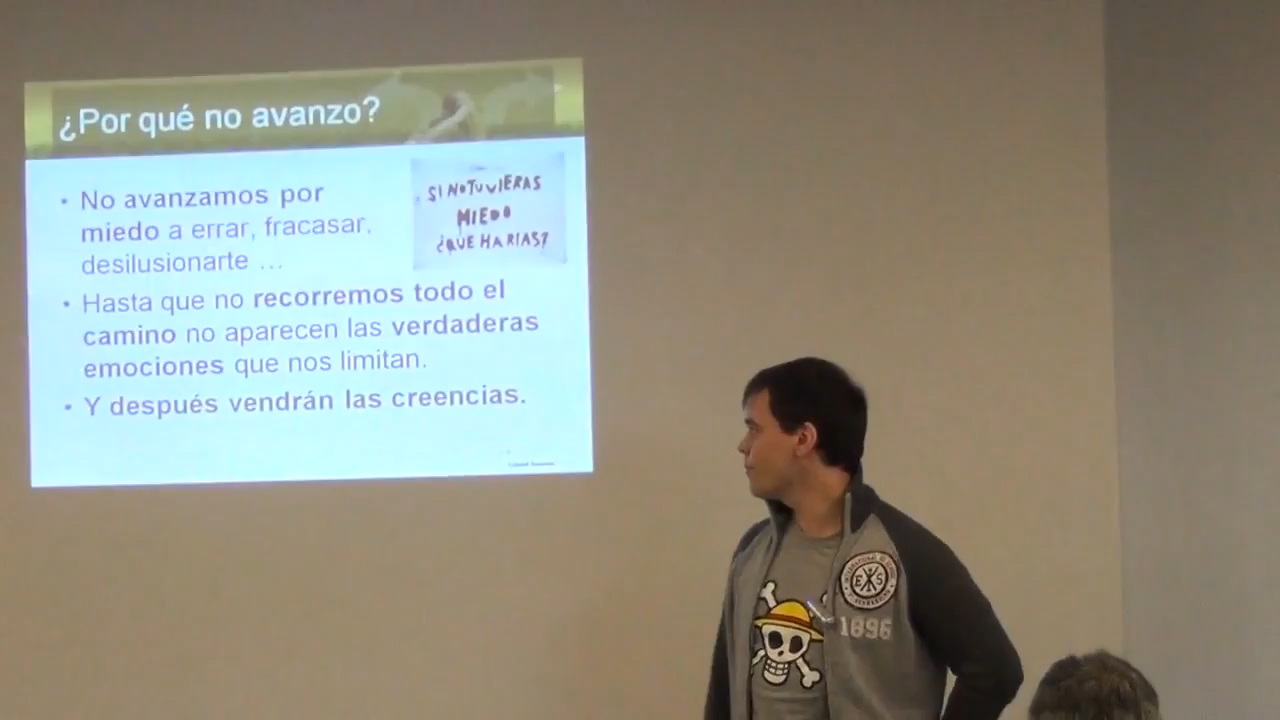 ¿Por qué no avanzo?
• No avanzamos por
miedo a errar, fracasar,
desilusionarte ...
SI NO TUVIERAS
MIEDO
¿QUE HARIAS?
• Hasta que no recorremos todo el
camino no aparecen las verdaderas
emociones que nos limitan.
• Y después vendrán las creencias.
E S
1896